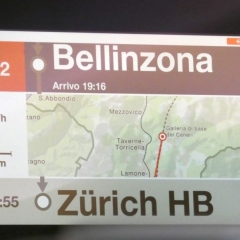 2
Bellinzona
Arrivo 19:16
S. Abbondio
Mezzovico
Galleria di base
del Ceneri
/h
Taverne-
Torricella
m
Lamone-
:55
Zürich HB